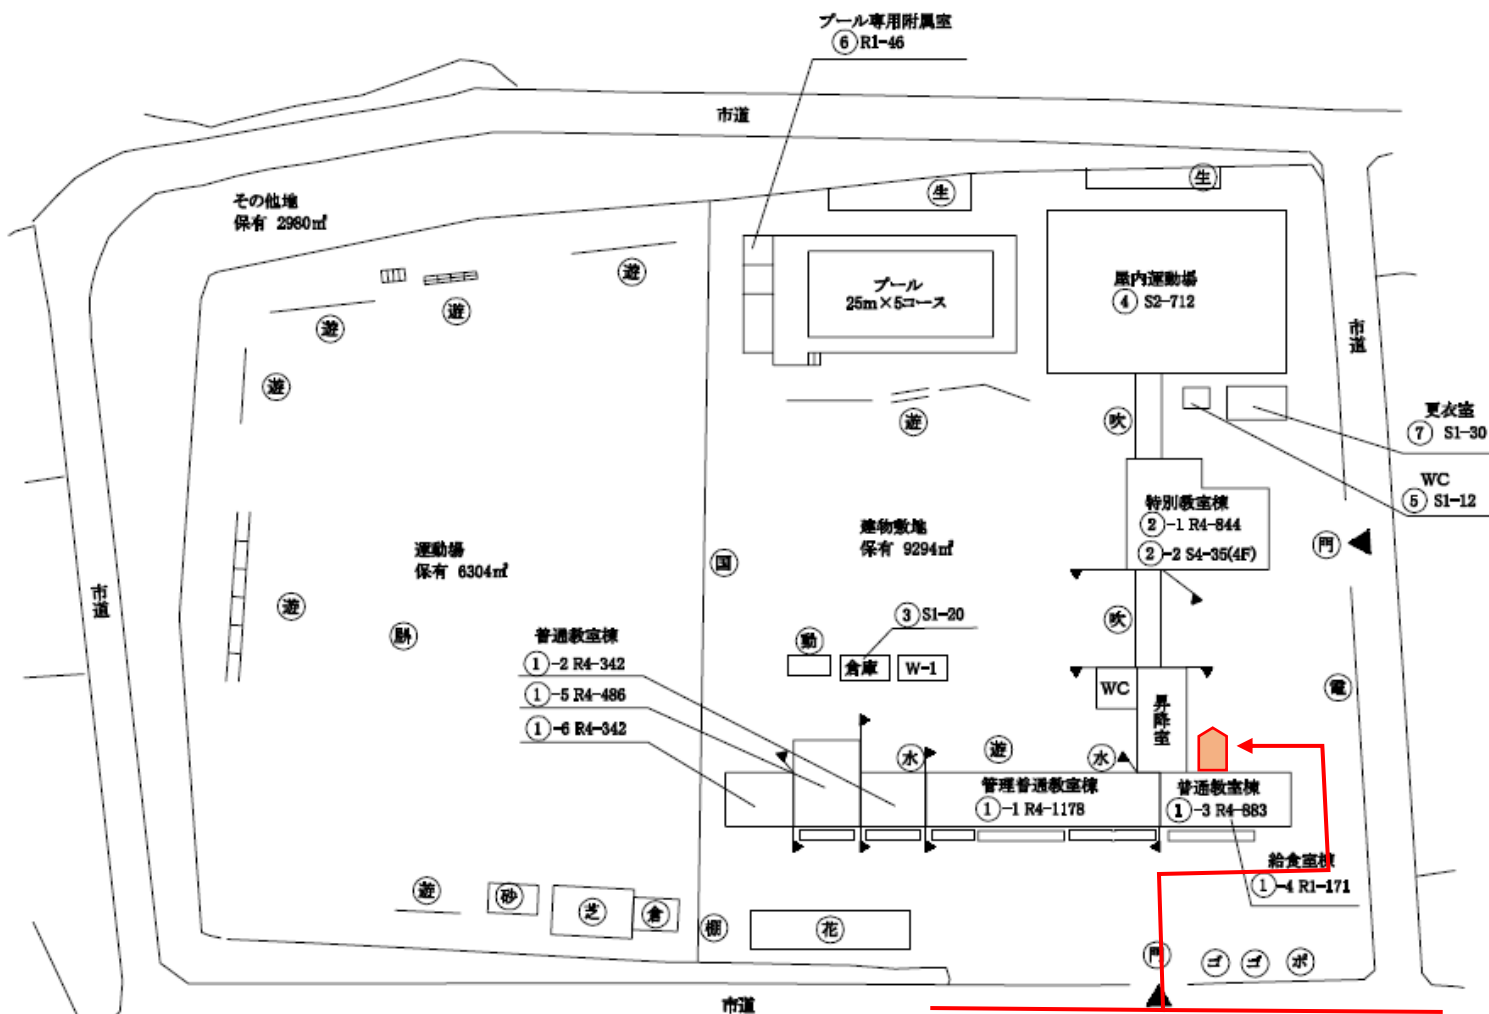 プール専用附属室
⑥ R1-46
市道
その他地
保有 2980㎡
生
生
遊
遊
遊
遊
プール
25m×5コース
屋内運動場
④ S2-712
市道
更衣室
⑦ S1-30
吹
遊
WC
⑤ S1-12
特別教室棟
②-1 R4-844
②-2 S4-35(4F)
門
運動場
保有 6304㎡
建物敷地
保有 9294㎡
国
市道
遊
吹
③ S1-20
動
倉庫
W-1
普通教室棟
①-2 R4-342
①-5 R4-486
①-6 R4-342
WC
昇降室
電
水
遊
水
管理普通教室棟
①-1 R4-1178
普通教室棟
①-3 R4-883
給食室棟
①-4 R1-171
遊
砂
芝
倉
棚
花
門
ゴ
ゴ
ポ
市道